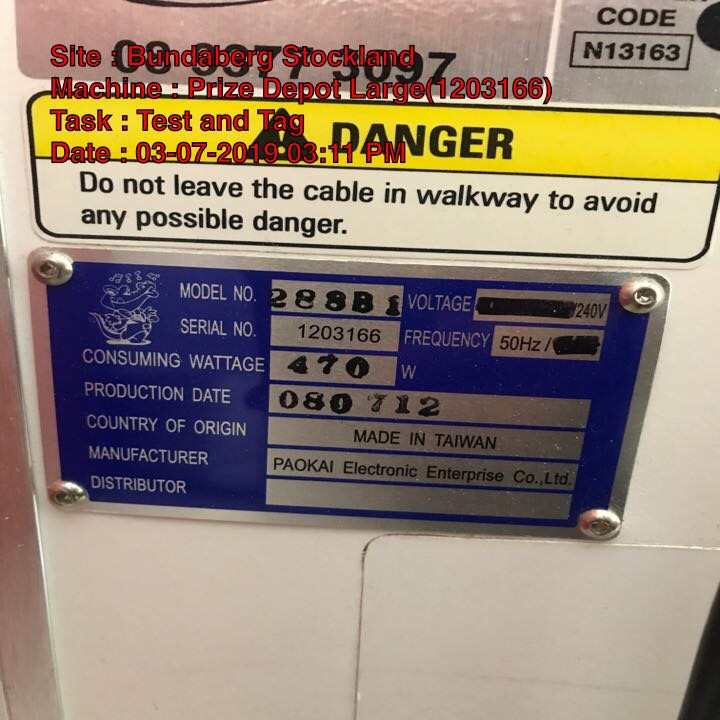 CODE
N13163
Site : Bundaberg Stockland
Machine : Prize Depot Large(1203166)
Task : Test and Tag
Date : 03-07-2019 03:11 PM
DANGER
Do not leave the cable in walkway to avoid
any possible danger.
MODEL NO. 288B1 VOLTAGE /240V
SERIAL NO. 1203166 FREQUENCY 50Hz /
CONSUMING WATTAGE 470 W
PRODUCTION DATE 080712
COUNTRY OF ORIGIN MADE IN TAIWAN
MANUFACTURER PAOKAI Electronic Enterprise Co.,Ltd.
DISTRIBUTOR